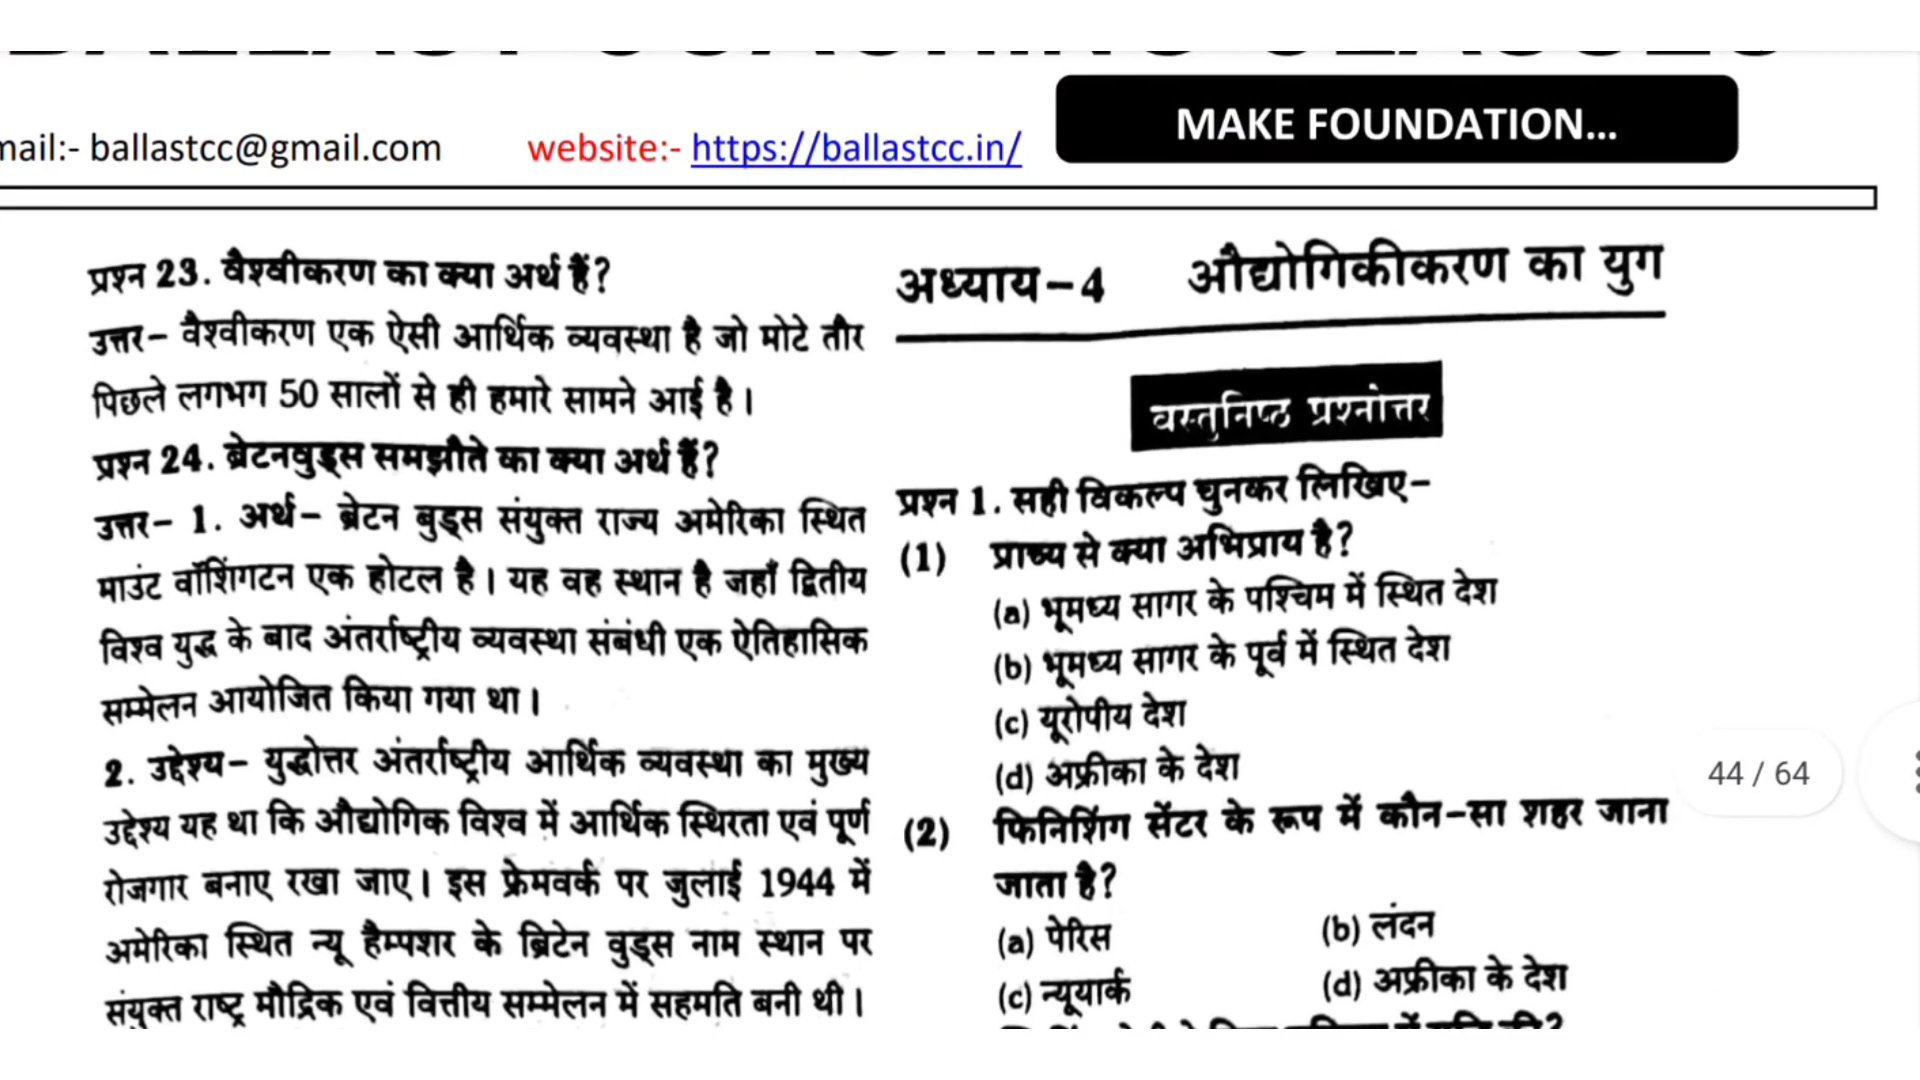 mail:- ballastcc@gmail.com website:- https://ballastcc.in/
MAKE FOUNDATION...
प्रश्न 23. वैश्वीकरण का क्या अर्थ हैं?
उत्तर– वैश्वीकरण एक ऐसी आर्थिक व्यवस्था है जो मोटे तौर
पिछले लगभग 50 सालों से ही हमारे सामने आई है।
प्रश्न 24. ब्रेटनवुड्स समझौते का क्या अर्थ हैं?
उत्तर– 1. अर्थ– ब्रेटन बुड्स संयुक्त राज्य अमेरिका स्थित
माउंट वॉशिंगटन एक होटल है। यह वह स्थान है जहाँ द्वितीय
विश्व युद्ध के बाद अंतर्राष्ट्रीय व्यवस्था संबंधी एक ऐतिहासिक
सम्मेलन आयोजित किया गया था।
2. उद्देश्य– युद्धोत्तर अंतर्राष्ट्रीय आर्थिक व्यवस्था का मुख्य
उद्देश्य यह था कि औद्योगिक विश्व में आर्थिक स्थिरता एवं पूर्ण
रोजगार बनाए रखा जाए। इस फ्रेमवर्क पर जुलाई 1944 में
अमेरिका स्थित न्यू हैम्पशर के ब्रिटेन वुड्स नाम स्थान पर
संयुक्त राष्ट्र मौद्रिक एवं वित्तीय सम्मेलन में सहमति बनी थी।
अध्याय–4 औद्योगिकीकरण का युग
वस्तुनिष्ठ प्रश्नोत्तर
प्रश्न 1. सही विकल्प चुनकर लिखिए–
(1) प्राच्य से क्या अभिप्राय है?
(a) भूमध्य सागर के पश्चिम में स्थित देश
(b) भूमध्य सागर के पूर्व में स्थित देश
(c) यूरोपीय देश
(d) अफ्रीका के देश
(2) फिनिशिंग सेंटर के रूप में कौन–सा शहर जाना
जाता है?
(a) पेरिस (b) लंदन
(c) न्यूयार्क (d) अफ्रीका के देश
44 / 64